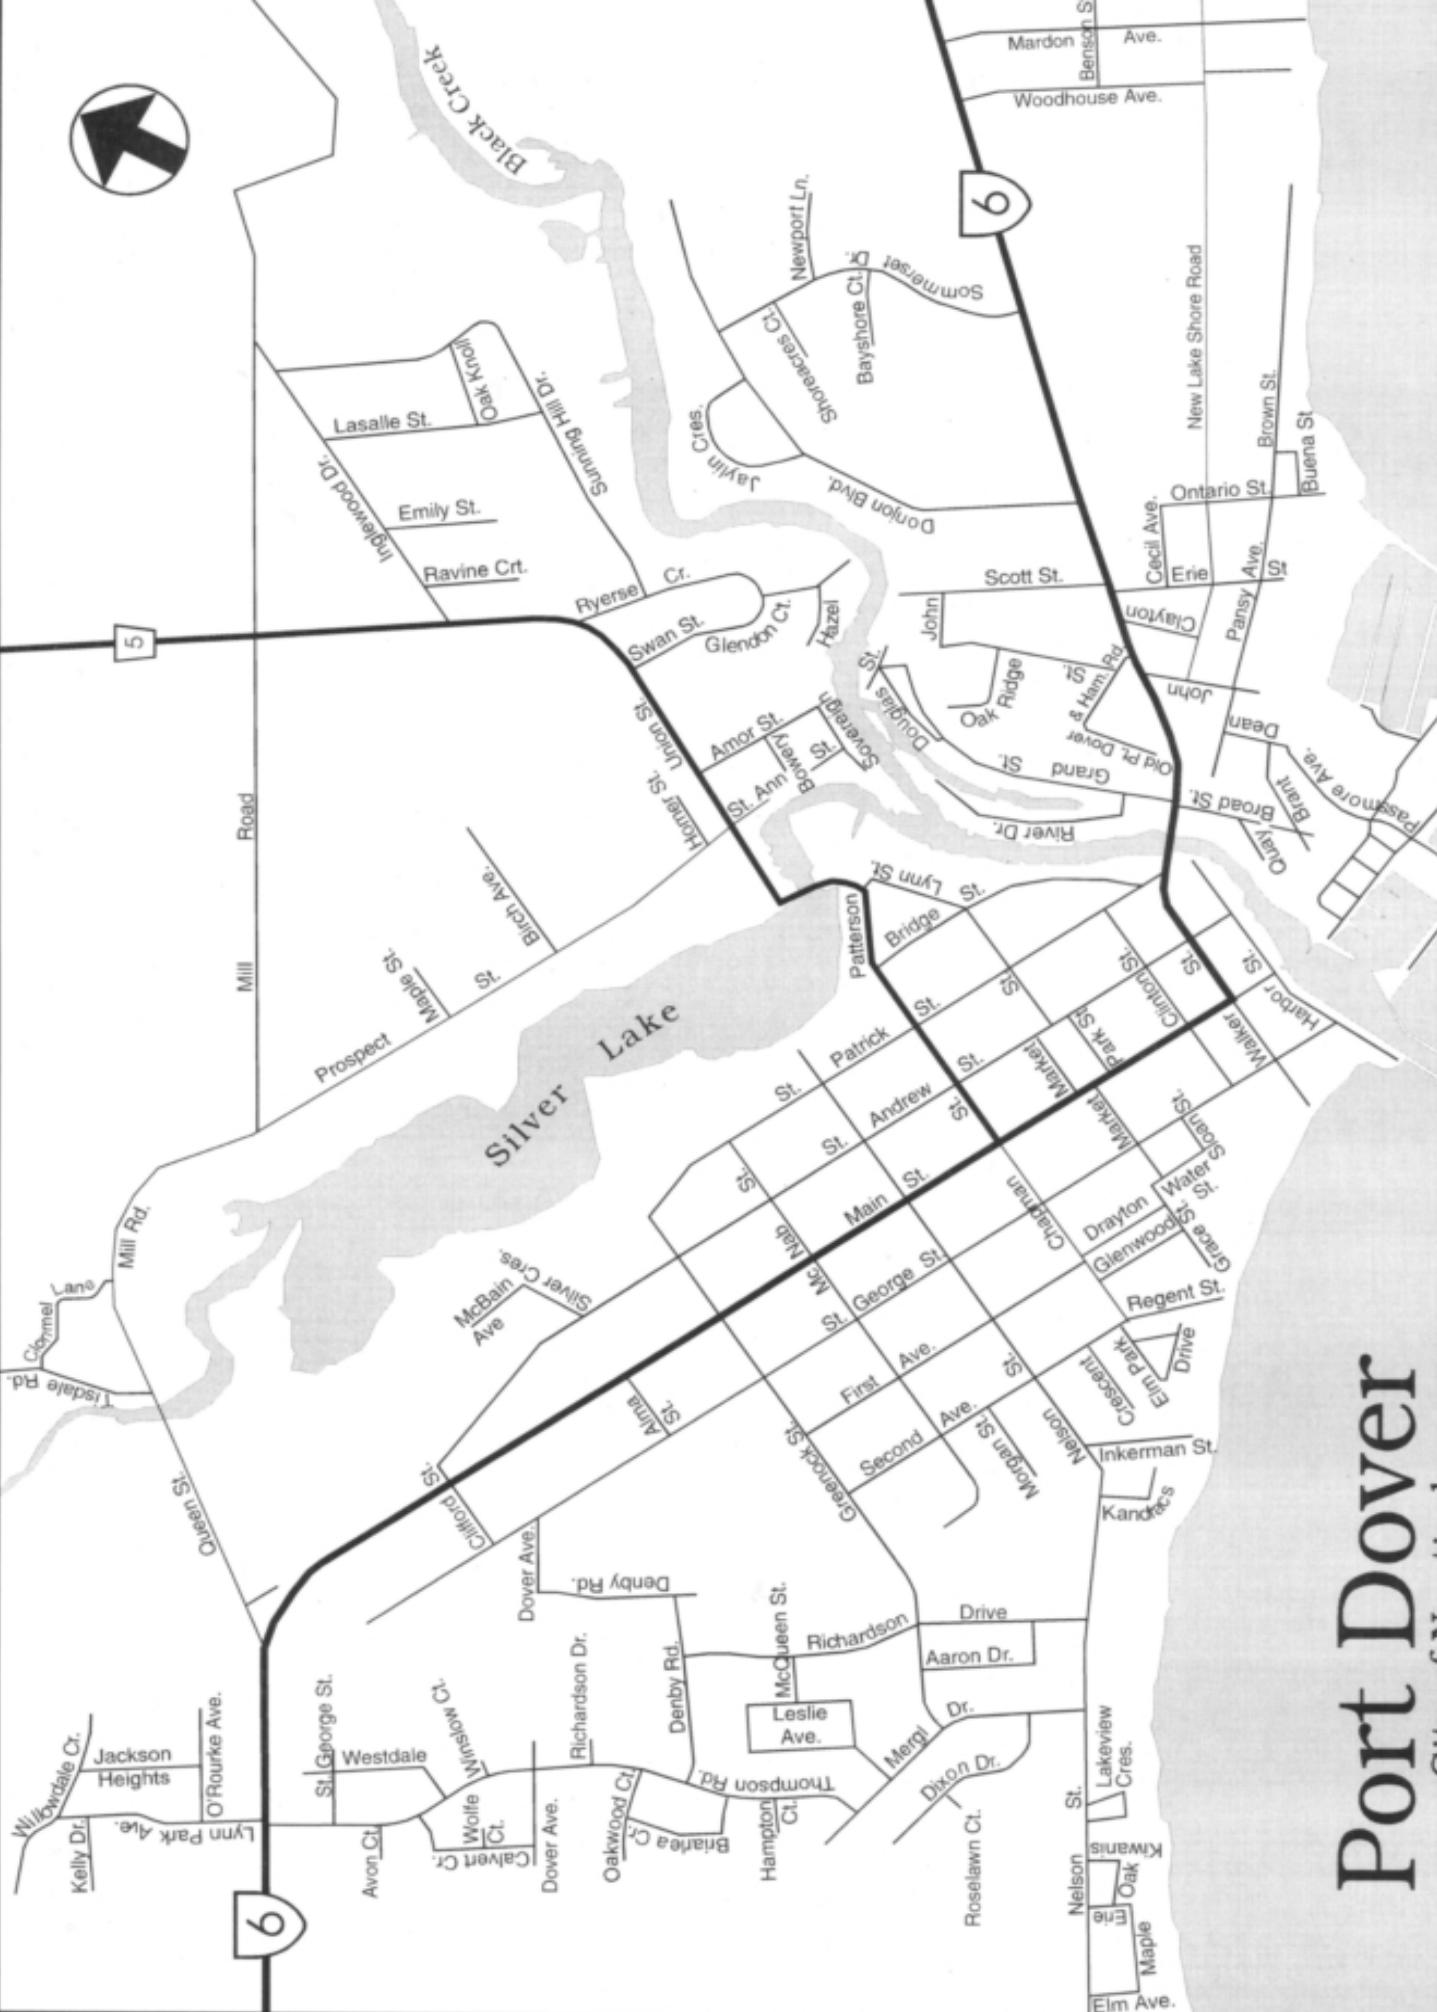 Port Dover
Black Creek
Silver Lake
6
6
5
Mardon Ave.
Woodhouse Ave.
New Lake Shore Road
Brown St.
Buena St
Ontario St.
Cecil Ave.
Erie St
Pansy Ave.
Scott St.
Clayton
John
John St.
Oak Ridge
Old Pt. Dover & Ham. Rd.
Dean
Passmore Ave.
Brant
Quay
Broad St.
Grand St.
Douglas St.
River Dr.
Newport Ln.
Sommerset Dr.
Bayshore Ct.
Shoreacres Ct.
Jaylin Cres.
Donjon Blvd.
Oak Knoll
Sunning Hill Dr.
Lasalle St.
Inglewood Dr.
Emily St.
Ravine Crt.
Ryerse Cr.
Swan St.
Glendon Ct.
Hazel
Union St.
Amor St.
Bowery
Sovereign
St. Ann St.
Homer St.
Mill Road
Birch Ave.
Maple St.
Prospect St.
Mill Rd.
Clonmel Lane
Tisdale Rd.
Queen St.
Patterson
Lynn St.
Bridge St.
Patrick St.
Andrew St.
Main St.
George St.
First Ave.
Second Ave.
Market
Market
Park St.
Clinton St.
Walker St.
Harbor
Chapman St.
Sloan St.
Water St.
Grace St.
Drayton
Glenwood
Regent St.
Elm Park Drive
Crescent
Inkerman St.
Morgan St.
Nelson St.
Mc Nab St.
Greenock St.
Silver Cres.
McBain Ave
Alma St.
Clifford St.
Dover Ave.
Denby Rd.
Denby Rd.
McQueen St.
Richardson Drive
Aaron Dr.
Leslie Ave.
Mergl Dr.
Dixon Dr.
Roselawn Ct.
Thompson Rd.
Hampton Ct.
Oakwood Ct.
Richardson Dr.
Dover Ave.
Calvert Cr.
Wolfe Ct.
Winslow Ct.
Westdale
St. George St.
Avon Ct.
O'Rourke Ave.
Jackson Heights
Willowdale Cr.
Kelly Dr.
Lynn Park Ave.
Nelson St.
Lakeview Cres.
Kiwanis
Oak
Erie
Maple
Elm Ave.